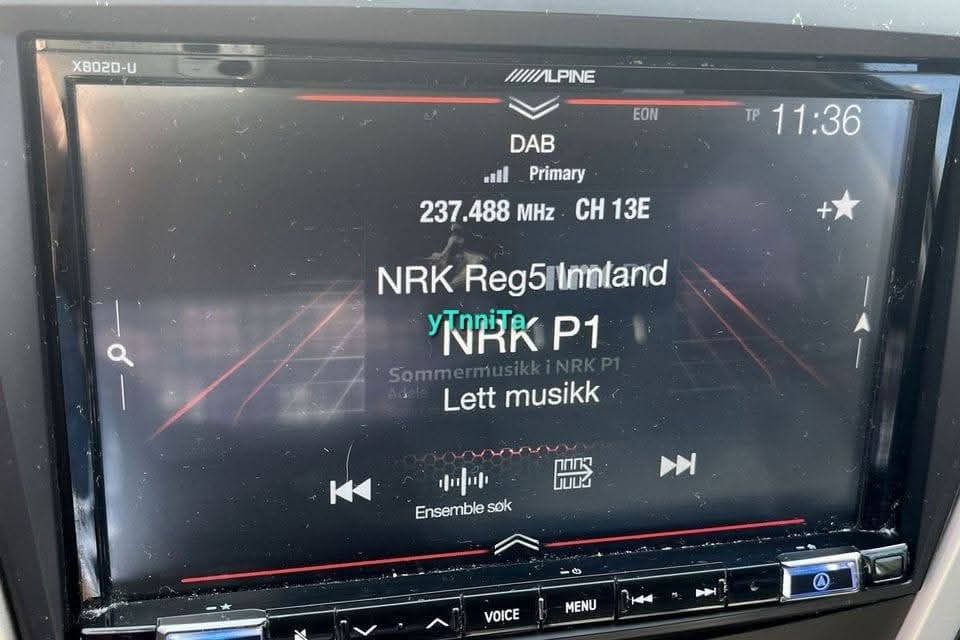 X802D-U
ALPINE
EON TP 11:36
DAB
Primary
237.488 MHz CH 13E
NRK Reg5 Innland
yTnniTa
NRK P1
Sommermusikk i NRK P1
Adele
Lett musikk
Ensemble søk
VOICE MENU